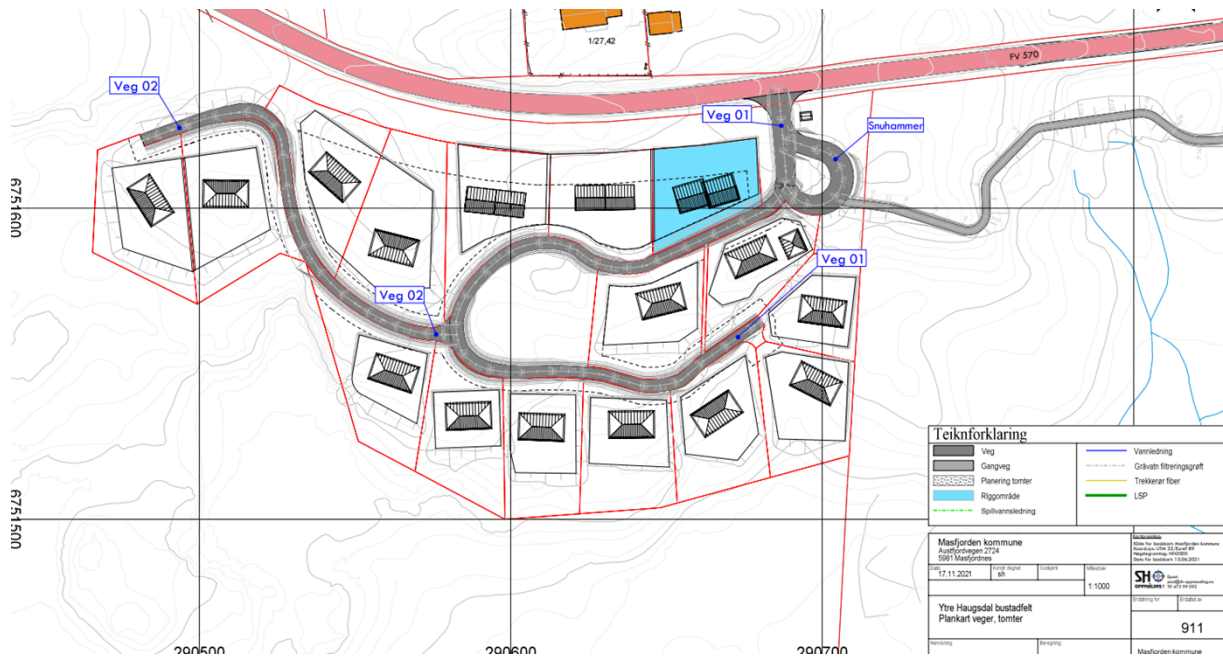 1/27,42
FV 570
Veg 02
Veg 01
Snuhammer
6751600
Veg 01
Veg 02
6751500
290500
290600
290700
Teiknforklaring
Veg
Gangveg
Planering tomter
Riggområde
Spillvannsledning
Vannledning
Gråvatn filtreringsgrøft
Trekkerør fiber
LSP
Masfjorden kommune
Austfjordvegen 2724
5981 Masfjordnes
17.11.2021
sh
1:1000
SH
Ytre Haugsdal bustadfelt
Plankart veger, tomter
911
Masfjorden kommune